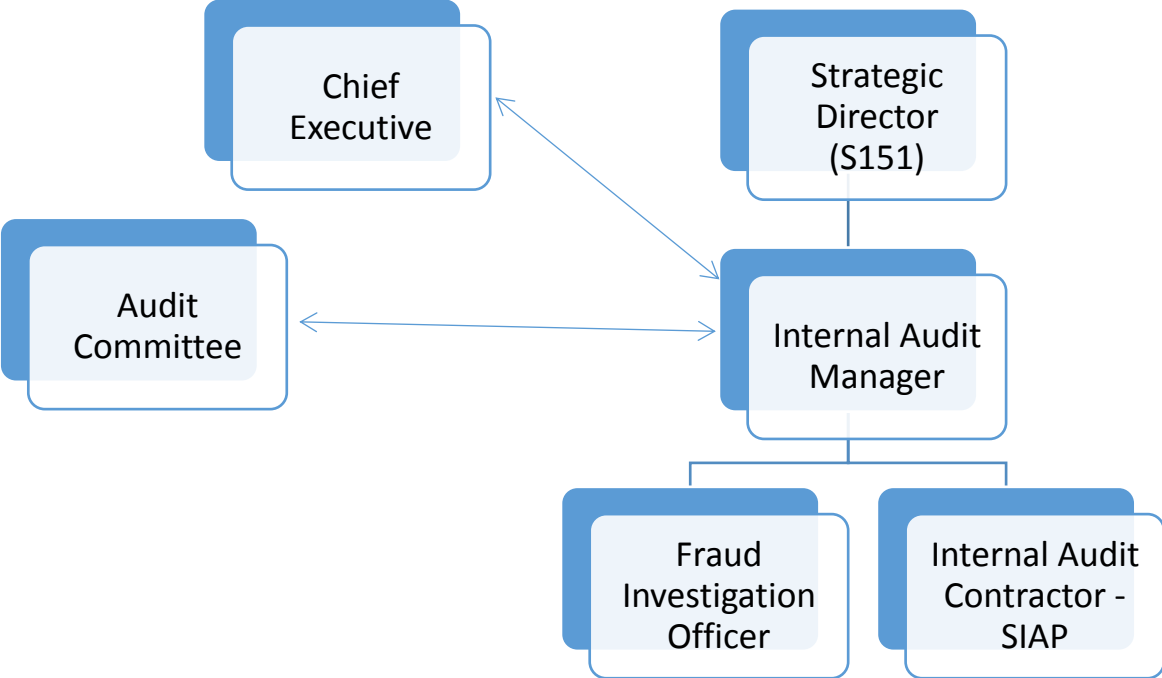 Chief
Executive
Strategic
Director
(S151)
Audit
Committee
Internal Audit
Manager
Fraud
Investigation
Officer
Internal Audit
Contractor -
SIAP